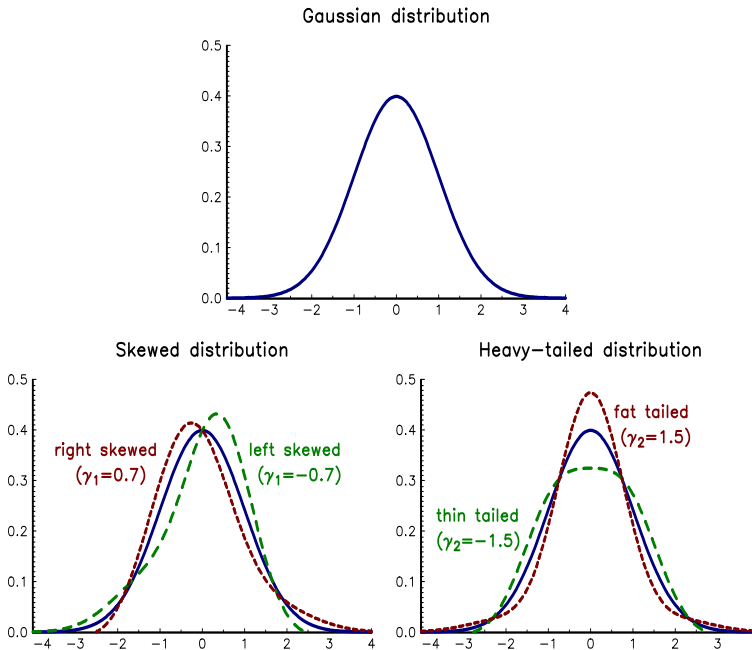 Gaussian distribution
0.5
0.4
0.3
0.2
0.1
0.0
−4 −3 −2 −1 0 1 2 3 4
Skewed distribution
0.5
0.4
0.3
0.2
0.1
0.0
right skewed
(γ₁=0.7)
left skewed
(γ₁=−0.7)
−4 −3 −2 −1 0 1 2 3 4
Heavy−tailed distribution
0.5
0.4
0.3
0.2
0.1
0.0
fat tailed
(γ₂=1.5)
thin tailed
(γ₂=−1.5)
−4 −3 −2 −1 0 1 2 3